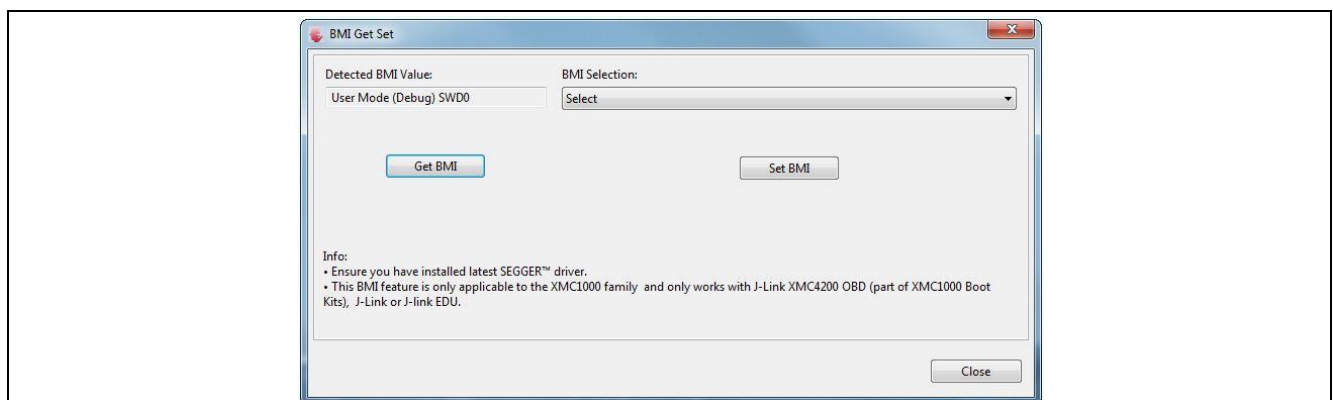 BMI Get Set
Detected BMI Value:
BMI Selection:
User Mode (Debug) SWD0
Select
Get BMI
Set BMI
Info:
• Ensure you have installed latest SEGGER™ driver.
• This BMI feature is only applicable to the XMC1000 family and only works with J-Link XMC4200 OBD (part of XMC1000 Boot
Kits), J-Link or J-link EDU.
Close